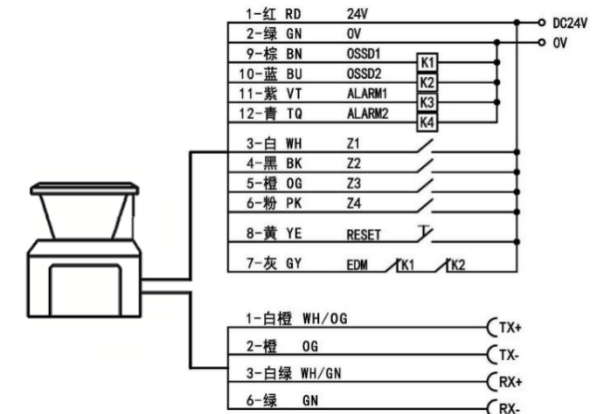 1-红 RD 24V
DC24V
2-绿 GN 0V
0V
9-棕 BN OSSD1 K1
10-蓝 BU OSSD2 K2
11-紫 VT ALARM1 K3
12-青 TQ ALARM2 K4
3-白 WH Z1
4-黑 BK Z2
5-橙 OG Z3
6-粉 PK Z4
8-黄 YE RESET
7-灰 GY EDM K1 K2
1-白橙 WH/OG TX+
2-橙 OG TX-
3-白绿 WH/GN RX+
6-绿 GN RX-